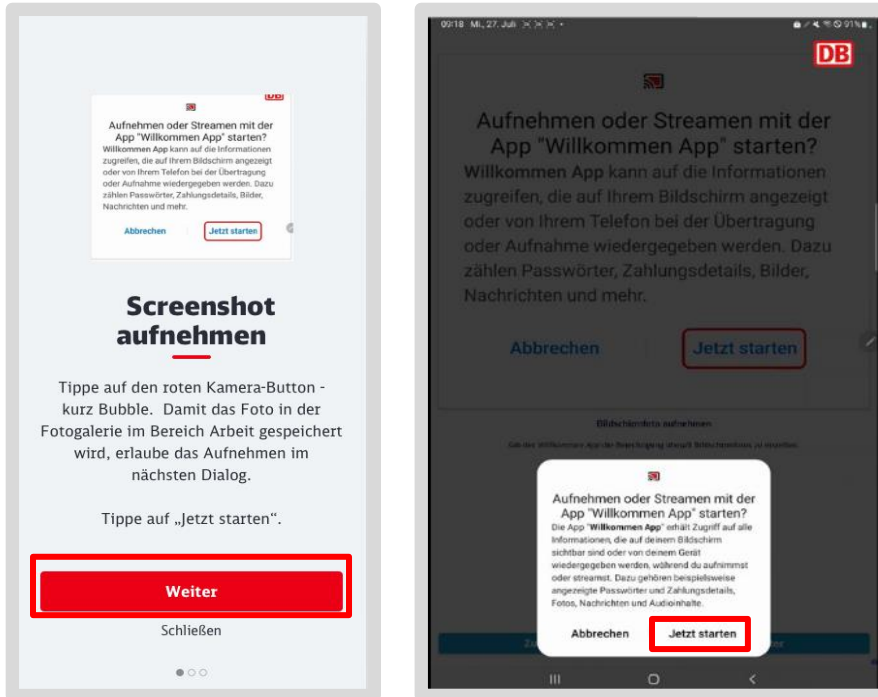 DB
Aufnehmen oder Streamen mit der
App "Willkommen App" starten?
Willkommen App kann auf die Informationen
zugreifen, die auf Ihrem Bildschirm angezeigt
oder von Ihrem Telefon bei der Übertragung
oder Aufnahme wiedergegeben werden. Dazu
zählen Passwörter, Zahlungsdetails, Bilder,
Nachrichten und mehr.
Abbrechen Jetzt starten
Screenshot
aufnehmen
Tippe auf den roten Kamera-Button -
kurz Bubble. Damit das Foto in der
Fotogalerie im Bereich Arbeit gespeichert
wird, erlaube das Aufnehmen im
nächsten Dialog.
Tippe auf „Jetzt starten“.
Weiter
Schließen
09:18 Mi., 27. Juli
91%
DB
Aufnehmen oder Streamen mit der
App "Willkommen App" starten?
Willkommen App kann auf die Informationen
zugreifen, die auf Ihrem Bildschirm angezeigt
oder von Ihrem Telefon bei der Übertragung
oder Aufnahme wiedergegeben werden. Dazu
zählen Passwörter, Zahlungsdetails, Bilder,
Nachrichten und mehr.
Abbrechen Jetzt starten
Bildschirmfoto aufnehmen
Aufnehmen oder Streamen mit der
App "Willkommen App" starten?
Die App "Willkommen App" erhält Zugriff auf alle
Informationen, die auf deinem Bildschirm
sichtbar sind oder von deinem Gerät
wiedergegeben werden, während du aufnimmst
oder streamst. Dazu gehören beispielsweise
angezeigte Passwörter und Zahlungsdetails,
Fotos, Nachrichten und Audioinhalte.
Abbrechen Jetzt starten